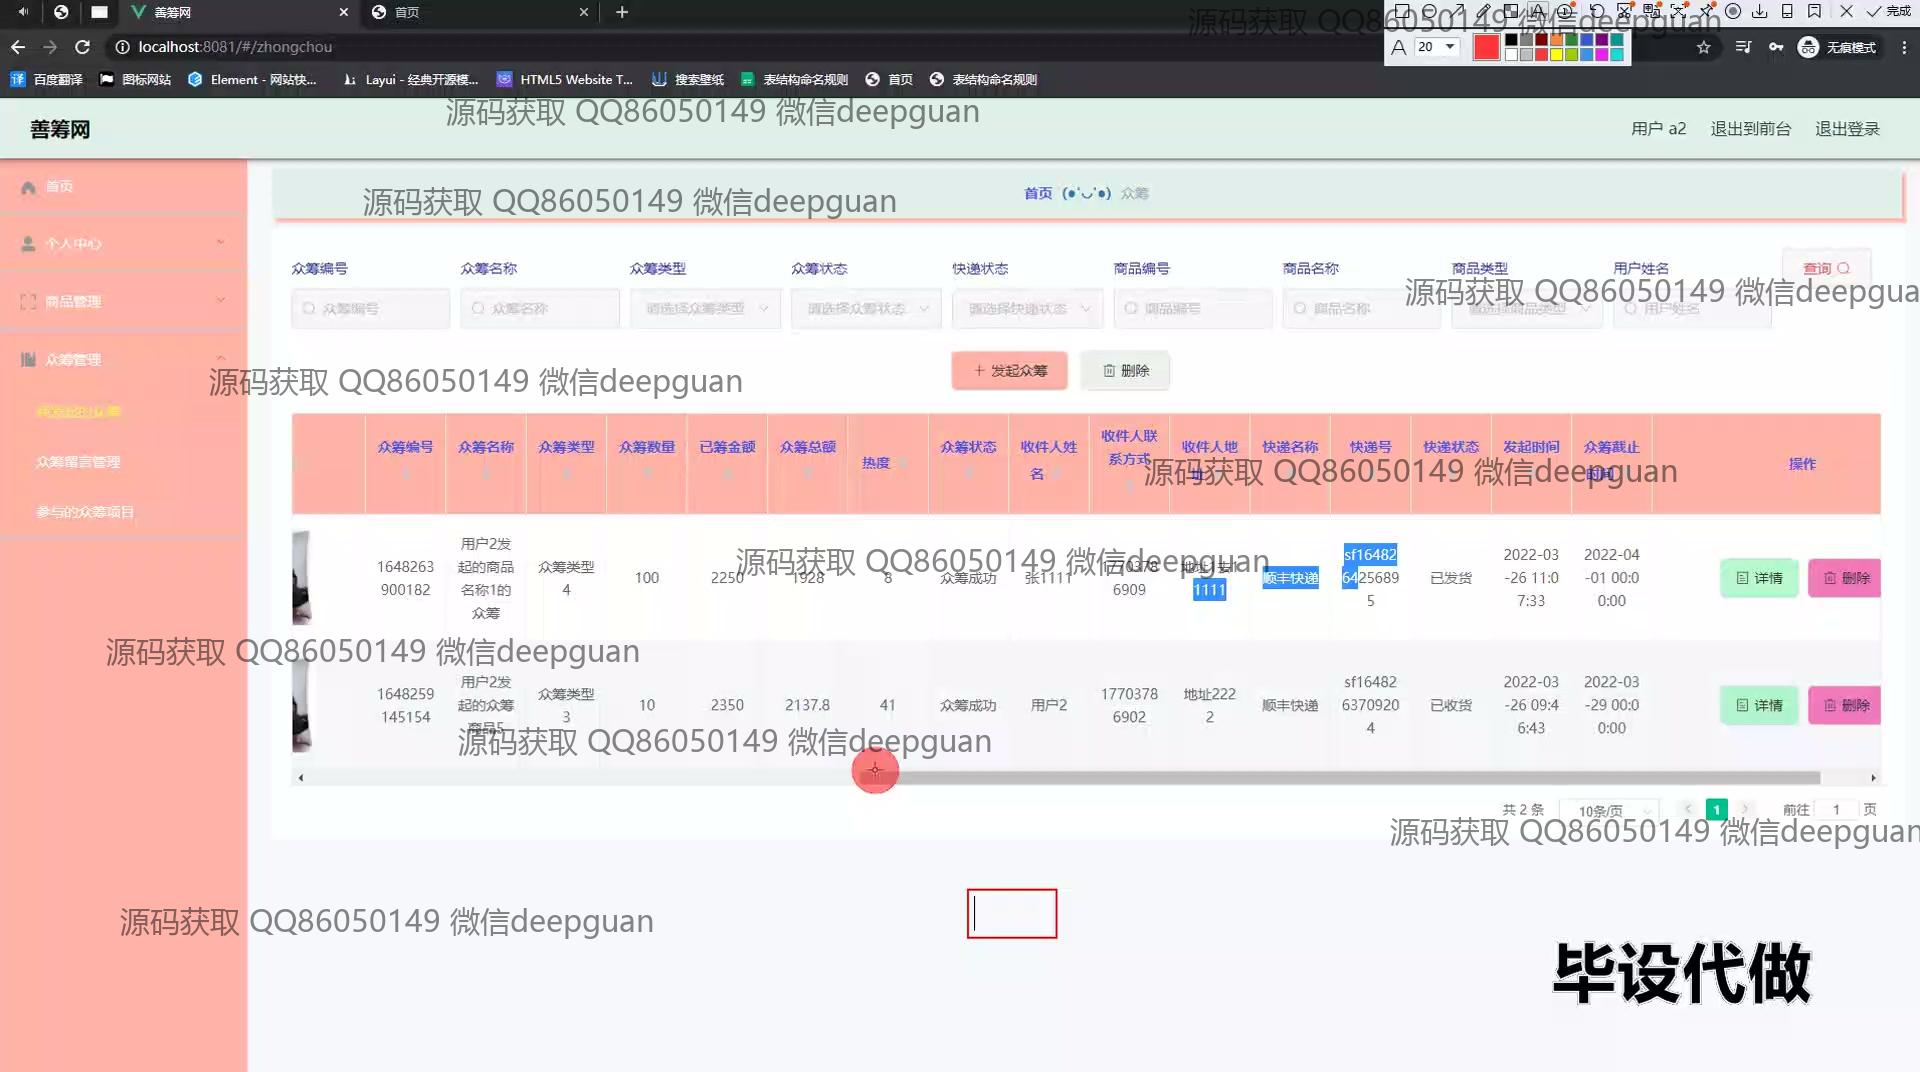 善筹网
首页
A 20
完成
localhost:8081/#/zhongchou
无痕模式
百度翻译
图标网站
Element - 网站快...
Layui - 经典开源模...
HTML5 Website T...
搜索壁纸
表结构命名规则
首页
表结构命名规则
源码获取 QQ86050149 微信deepguan
源码获取 QQ86050149 微信deepguan
善筹网
用户 a2
退出到前台
退出登录
首页
个人中心
商品管理
众筹管理
众筹留言管理
参与的众筹项目
源码获取 QQ86050149 微信deepguan
首页 (●'◡'●) 众筹
众筹编号 众筹名称 众筹类型 众筹状态 快递状态 商品编号 商品名称 商品类型 用户姓名
查询
众筹编号 众筹名称 请选择众筹类型 请选择众筹状态 请选择快递状态 商品编号 商品名称 请选择商品类型 用户姓名
源码获取 QQ86050149 微信deepgua
+ 发起众筹
删除
源码获取 QQ86050149 微信deepguan
众筹编号 众筹名称 众筹类型 众筹数量 已筹金额 众筹总额 热度 众筹状态 收件人姓名 收件人联系方式 收件人地址 快递名称 快递号 快递状态 发起时间 众筹截止时间 操作
源码获取 QQ86050149 微信deepguan
1648263900182 用户2发起的商品名称1的众筹 众筹类型4 100 2250 1928 8 众筹成功 张1111 17703786909 1111 顺丰快递 sf1648264256895 已发货 2022-03-26 11:07:33 2022-04-01 00:00:00 详情 删除
源码获取 QQ86050149 微信deepguan
源码获取 QQ86050149 微信deepguan
1648259145154 用户2发起的众筹商品5 众筹类型3 10 2350 2137.8 41 众筹成功 用户2 17703786902 地址2222 顺丰快递 sf1648263709204 已收货 2022-03-26 09:46:43 2022-03-29 00:00:00 详情 删除
源码获取 QQ86050149 微信deepguan
共 2 条 10条/页 1 前往 1 页
源码获取 QQ86050149 微信deepguan
源码获取 QQ86050149 微信deepguan
毕设代做